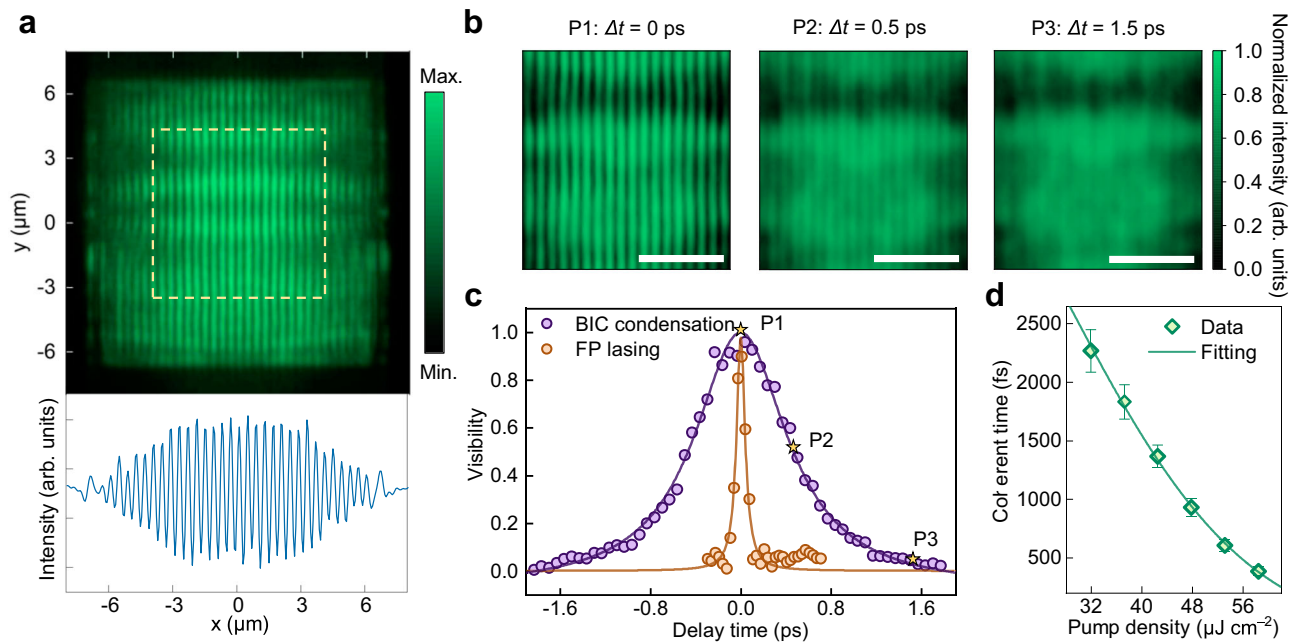 a
Max.
Min.
6
3
0
-3
-6
y (μm)
Intensity (arb. units)
-6 -3 0 3 6
x (μm)
b
P1: Δt = 0 ps
P2: Δt = 0.5 ps
P3: Δt = 1.5 ps
1.0
0.8
0.6
0.4
0.2
0.0
Normalized intensity (arb. units)
c
BIC condensation
FP lasing
P1
P2
P3
1.0
0.8
0.6
0.4
0.2
0.0
Visibility
-1.6 -0.8 0.0 0.8 1.6
Delay time (ps)
d
Data
Fitting
2500
2000
1500
1000
500
Col erent time (fs)
32 40 48 56
Pump density (μJ cm⁻²)